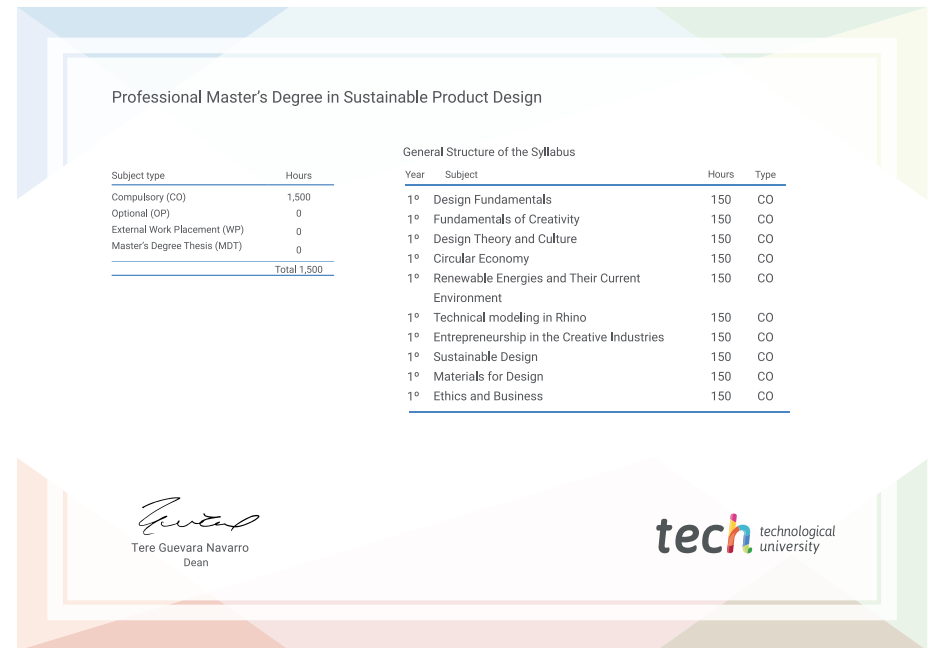 Professional Master's Degree in Sustainable Product Design
Subject type Hours
Compulsory (CO) 1,500
Optional (OP) 0
External Work Placement (WP) 0
Master's Degree Thesis (MDT) 0
Total 1,500
General Structure of the Syllabus
Year Subject Hours Type
1º Design Fundamentals 150 CO
1º Fundamentals of Creativity 150 CO
1º Design Theory and Culture 150 CO
1º Circular Economy 150 CO
1º Renewable Energies and Their Current 150 CO
Environment
1º Technical modeling in Rhino 150 CO
1º Entrepreneurship in the Creative Industries 150 CO
1º Sustainable Design 150 CO
1º Materials for Design 150 CO
1º Ethics and Business 150 CO
Tere Guevara Navarro
Dean
tech technological
university